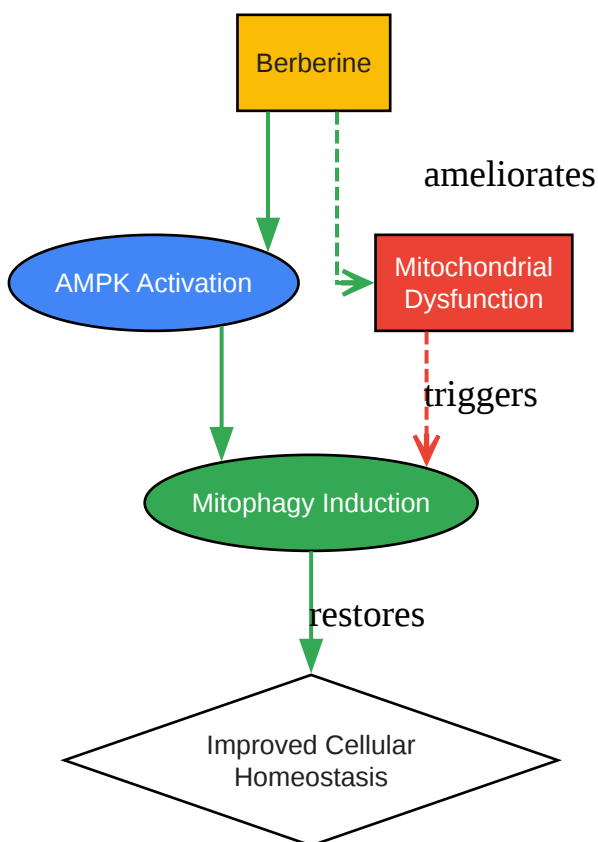 Berberine
ameliorates
AMPK Activation
Mitochondrial
Dysfunction
triggers
Mitophagy Induction
restores
Improved Cellular
Homeostasis